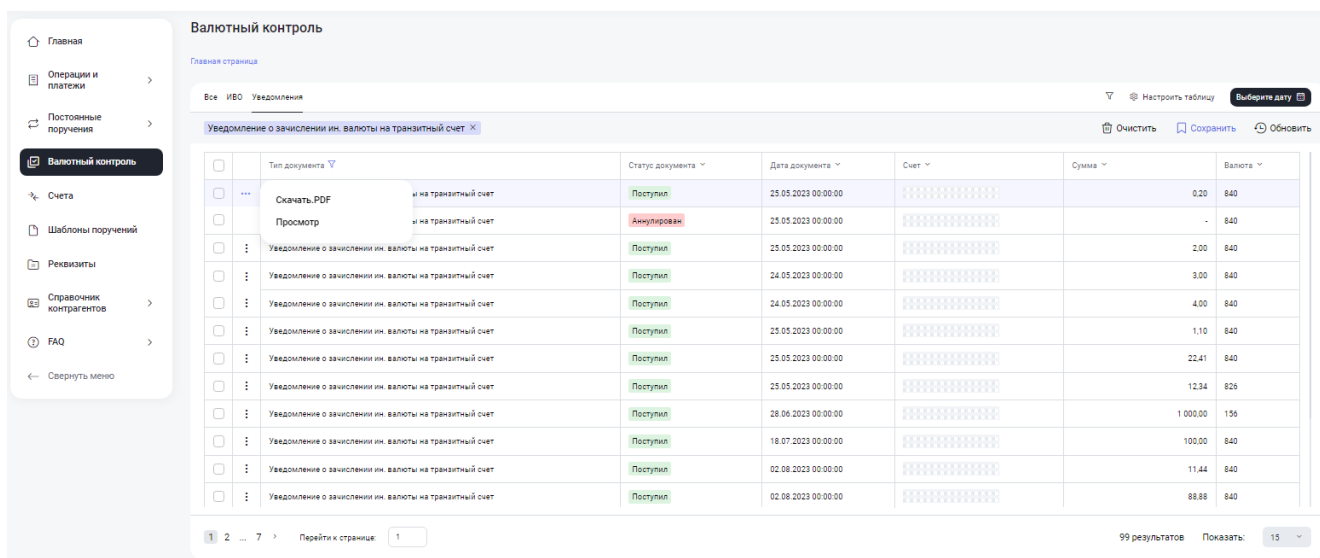 Валютный контроль
Главная страница
Главная
Операции и
платежи
Постоянные
поручения
Валютный контроль
Счета
Шаблоны поручений
Реквизиты
Справочник
контрагентов
FAQ
Свернуть меню
Все ИВО Уведомления
Настроить таблицу
Выберите дату
Уведомление о зачислении ин. валюты на транзитный счет ×
Очистить Сохранить Обновить
Тип документа Статус документа Дата документа Счет Сумма Валюта
ы на транзитный счет Поступил 25.05.2023 00:00:00 0,20 840
Скачать.PDF
Просмотр
ы на транзитный счет Аннулирован 25.05.2023 00:00:00 - 840
Уведомление о зачислении ин. валюты на транзитный счет Поступил 25.05.2023 00:00:00 2,00 840
Уведомление о зачислении ин. валюты на транзитный счет Поступил 24.05.2023 00:00:00 3,00 840
Уведомление о зачислении ин. валюты на транзитный счет Поступил 24.05.2023 00:00:00 4,00 840
Уведомление о зачислении ин. валюты на транзитный счет Поступил 25.05.2023 00:00:00 1,10 840
Уведомление о зачислении ин. валюты на транзитный счет Поступил 25.05.2023 00:00:00 22,41 840
Уведомление о зачислении ин. валюты на транзитный счет Поступил 25.05.2023 00:00:00 12,34 826
Уведомление о зачислении ин. валюты на транзитный счет Поступил 28.06.2023 00:00:00 1 000,00 156
Уведомление о зачислении ин. валюты на транзитный счет Поступил 18.07.2023 00:00:00 100,00 840
Уведомление о зачислении ин. валюты на транзитный счет Поступил 02.08.2023 00:00:00 11,44 840
Уведомление о зачислении ин. валюты на транзитный счет Поступил 02.08.2023 00:00:00 88,88 840
1 2 ... 7 > Перейти к странице: 1
99 результатов Показать: 15